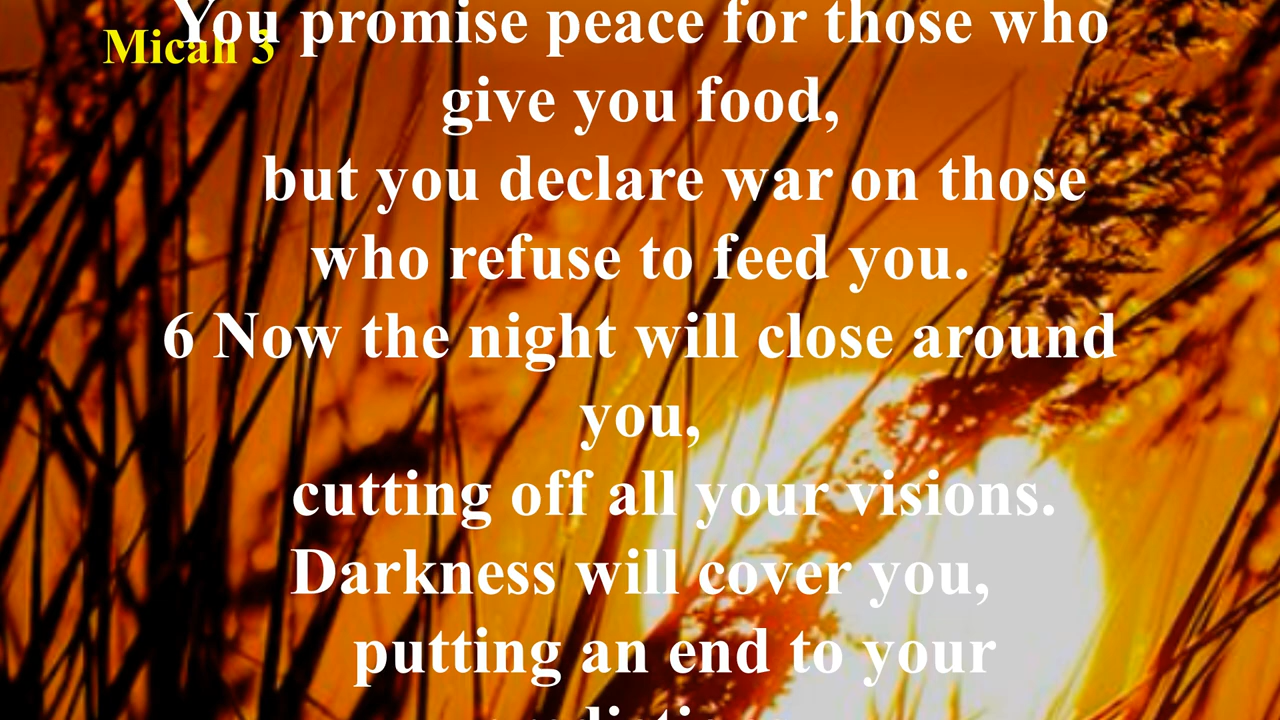 Micah 3
You promise peace for those who
give you food,
but you declare war on those
who refuse to feed you.
6 Now the night will close around
you,
cutting off all your visions.
Darkness will cover you,
putting an end to your